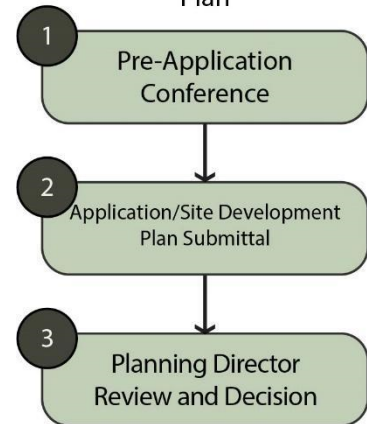 Plan
1
Pre-Application
Conference
2
Application/Site Development
Plan Submittal
3
Planning Director
Review and Decision